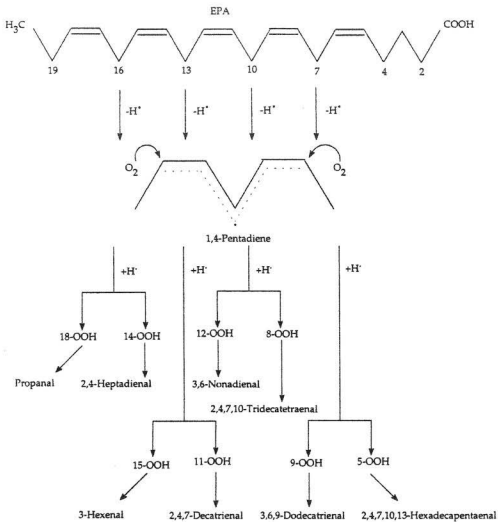 EPA
H3C COOH
19 16 13 10 7 4 2
-H• -H• -H• -H•
O2 O2
1,4-Pentadiene
+H• +H• +H• +H•
18-OOH 14-OOH 12-OOH 8-OOH
Propanal 2,4-Heptadienal 3,6-Nonadienal
2,4,7,10-Tridecatetraenal
15-OOH 11-OOH 9-OOH 5-OOH
3-Hexenal 2,4,7-Decatrienal 3,6,9-Dodecatrienal 2,4,7,10,13-Hexadecapentaenal